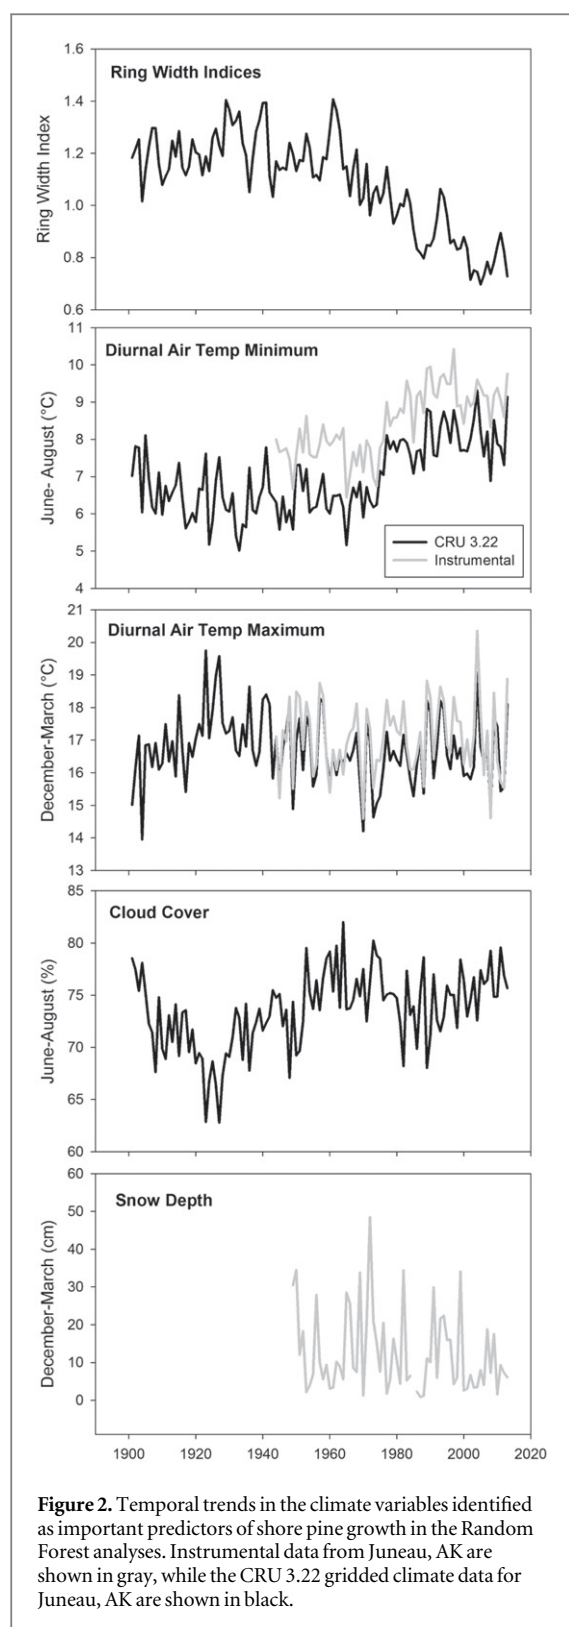 1.6
Ring Width Indices
1.4
1.2
1.0
0.8
0.6
Ring Width Index
11
Diurnal Air Temp Minimum
10
9
8
7
6
5
4
June- August (°C)
CRU 3.22
Instrumental
21
Diurnal Air Temp Maximum
20
19
18
17
16
15
14
13
December-March (°C)
85
Cloud Cover
80
75
70
65
60
June-August (%)
60
Snow Depth
50
40
30
20
10
0
December-March (cm)
1900 1920 1940 1960 1980 2000 2020
Figure 2. Temporal trends in the climate variables identified
as important predictors of shore pine growth in the Random
Forest analyses. Instrumental data from Juneau, AK are
shown in gray, while the CRU 3.22 gridded climate data for
Juneau, AK are shown in black.